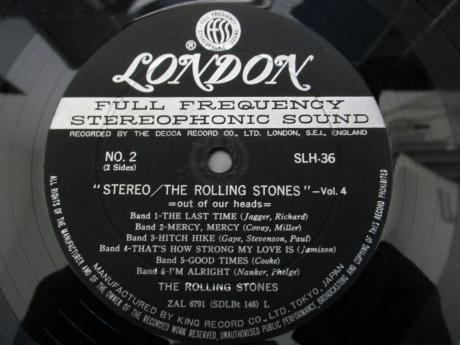 FULL FREQUENCY
FFSS
® LONDON
FULL FREQUENCY
STEREOPHONIC SOUND
RECORDED BY THE DECCA RECORD CO., LTD. LONDON, S.E.I., ENGLAND
NO. 2
(2 Sides)
SLH-36
"STEREO/THE ROLLING STONES"-Vol. 4
=out of our heads=
Band 1-THE LAST TIME (Jagger, Richard)
Band 2-MERCY, MERCY (Covay, Miller)
Band 3-HITCH HIKE (Gaye, Stevenson, Paul)
Band 4-THAT'S HOW STRONG MY LOVE IS (Jamison)
Band 5-GOOD TIMES (Cooke)
Band 6-I'M ALRIGHT (Nanker, Phelge)
THE ROLLING STONES
ZAL 6791 (SDLBt 146) L
MANUFACTURED BY KING RECORD CO., LTD. TOKYO, JAPAN
ALL RIGHTS OF THE MANUFACTURER AND OF THE OWNER OF THE RECORDED WORK RESERVED, UNAUTHORISED PUBLIC PERFORMANCE, BROADCASTING AND COPYING OF THIS RECORD PROHIBITED.